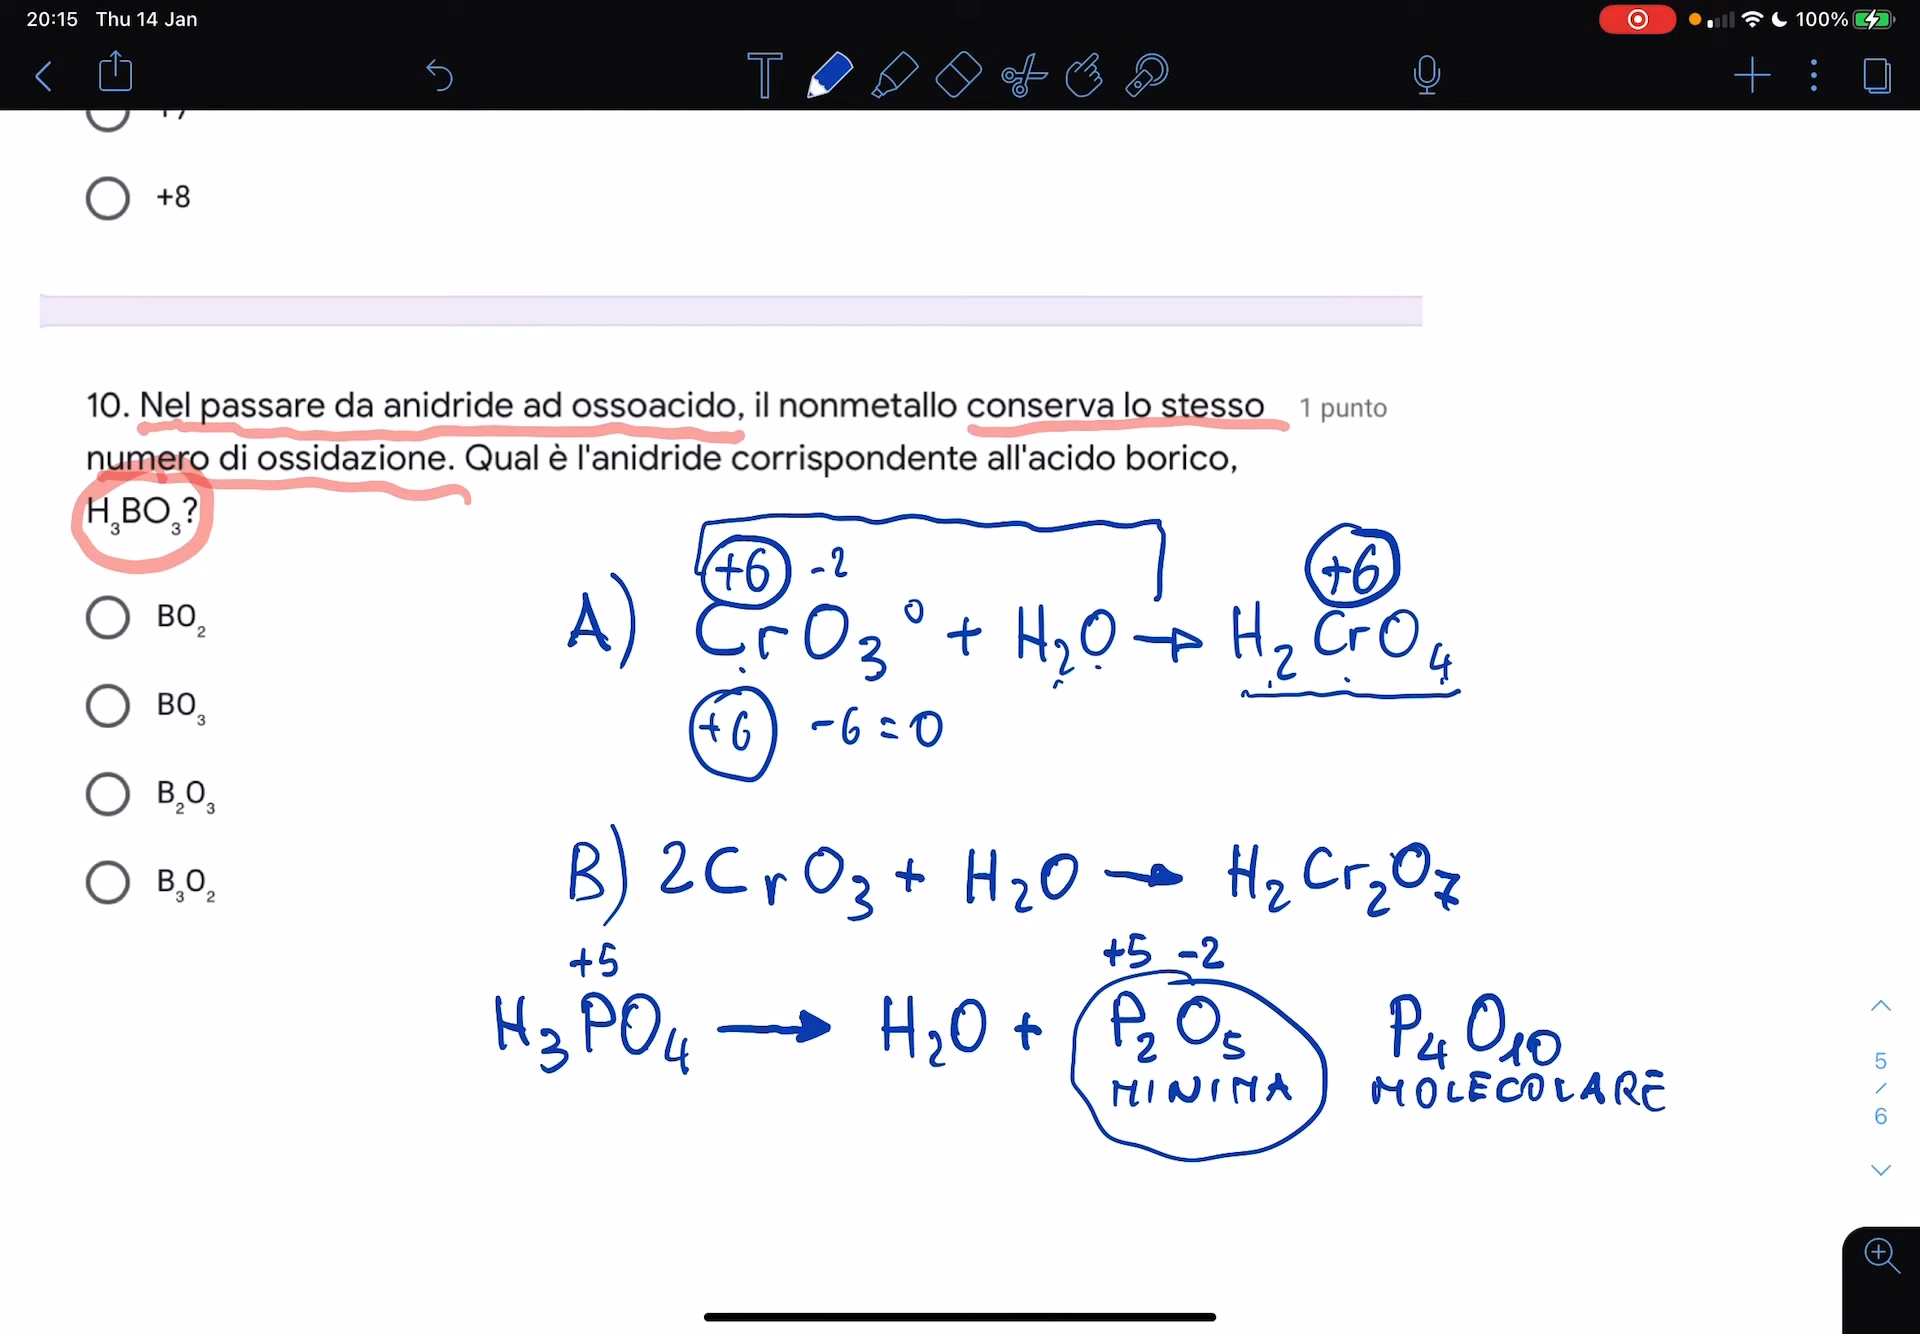 20:15 Thu 14 Jan
100%
+7
+8
10. Nel passare da anidride ad ossoacido, il nonmetallo conserva lo stesso 1 punto
numero di ossidazione. Qual è l'anidride corrispondente all'acido borico,
H₃BO₃?
BO₂
BO₃
B₂O₃
B₃O₂
+6 -2 +6
A) CrO₃⁰ + H₂O → H₂CrO₄
+6 -6 = 0
B) 2CrO₃ + H₂O → H₂Cr₂O₇
+5 +5 -2
H₃PO₄ → H₂O + P₂O₅ P₄O₁₀
MINIMA MOLECOLARE
5
/
6